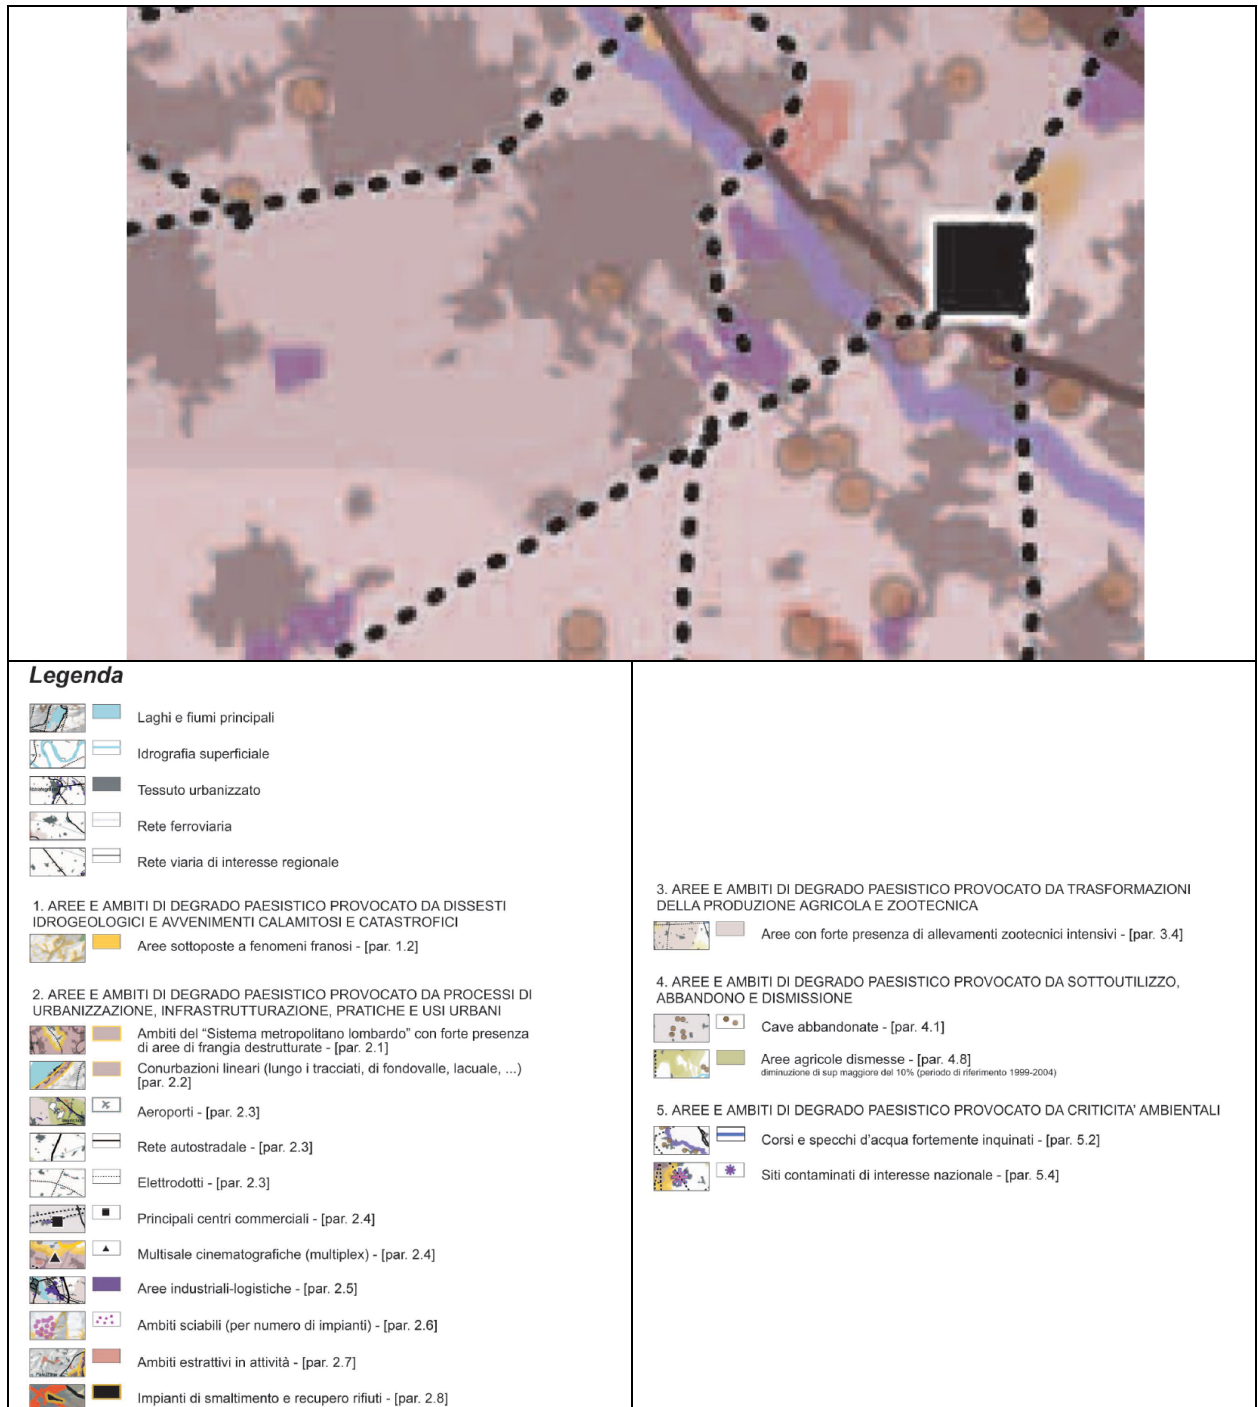 Legenda
Laghi e fiumi principali
Idrografia superficiale
Tessuto urbanizzato
Rete ferroviaria
Rete viaria di interesse regionale
1. AREE E AMBITI DI DEGRADO PAESISTICO PROVOCATO DA DISSESTI
IDROGEOLOGICI E AVVENIMENTI CALAMITOSI E CATASTROFICI
Aree sottoposte a fenomeni franosi - [par. 1.2]
2. AREE E AMBITI DI DEGRADO PAESISTICO PROVOCATO DA PROCESSI DI
URBANIZZAZIONE, INFRASTRUTTURAZIONE, PRATICHE E USI URBANI
Ambiti del "Sistema metropolitano lombardo" con forte presenza
di aree di frangia destrutturate - [par. 2.1]
Conurbazioni lineari (lungo i tracciati, di fondovalle, lacuale, ...)
[par. 2.2]
Aeroporti - [par. 2.3]
Rete autostradale - [par. 2.3]
Elettrodotti - [par. 2.3]
Principali centri commerciali - [par. 2.4]
Multisale cinematografiche (multiplex) - [par. 2.4]
Aree industriali-logistiche - [par. 2.5]
Ambiti sciabili (per numero di impianti) - [par. 2.6]
Ambiti estrattivi in attività - [par. 2.7]
Impianti di smaltimento e recupero rifiuti - [par. 2.8]
3. AREE E AMBITI DI DEGRADO PAESISTICO PROVOCATO DA TRASFORMAZIONI
DELLA PRODUZIONE AGRICOLA E ZOOTECNICA
Aree con forte presenza di allevamenti zootecnici intensivi - [par. 3.4]
4. AREE E AMBITI DI DEGRADO PAESISTICO PROVOCATO DA SOTTOUTILIZZO,
ABBANDONO E DISMISSIONE
Cave abbandonate - [par. 4.1]
Aree agricole dismesse - [par. 4.8]
diminuzione di sup maggiore del 10% (periodo di riferimento 1999-2004)
5. AREE E AMBITI DI DEGRADO PAESISTICO PROVOCATO DA CRITICITA' AMBIENTALI
Corsi e specchi d'acqua fortemente inquinati - [par. 5.2]
Siti contaminati di interesse nazionale - [par. 5.4]